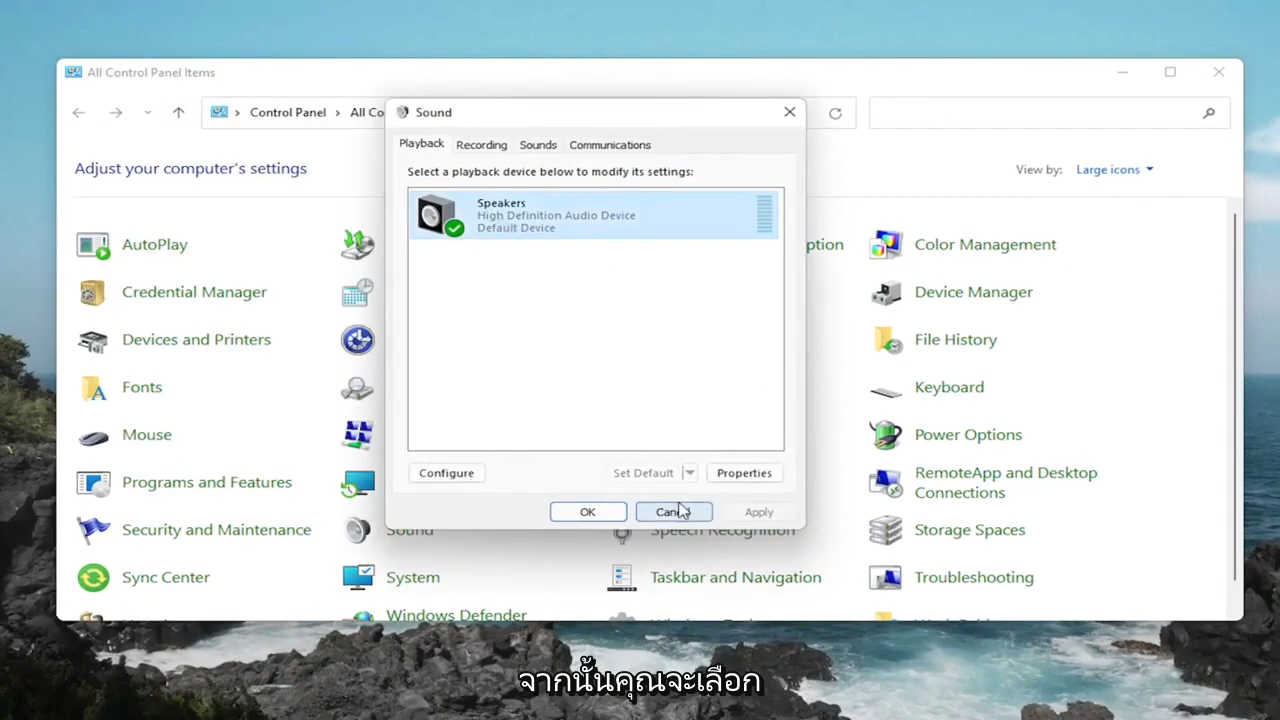 All Control Panel Items
Control Panel
All Co
Sound
Playback
Recording
Sounds
Communications
Adjust your computer's settings
View by:
Large icons
Select a playback device below to modify its settings:
Speakers
High Definition Audio Device
Default Device
AutoPlay
Color Management
Credential Manager
Device Manager
Devices and Printers
File History
Fonts
Keyboard
Mouse
Power Options
Configure
Set Default
Properties
Programs and Features
RemoteApp and Desktop
Connections
OK
Apply
Security and Maintenance
Sound
Speech Recognition
Storage Spaces
Sync Center
System
Taskbar and Navigation
Troubleshooting
Windows Defender
จากนั้นคุณจะเลือก